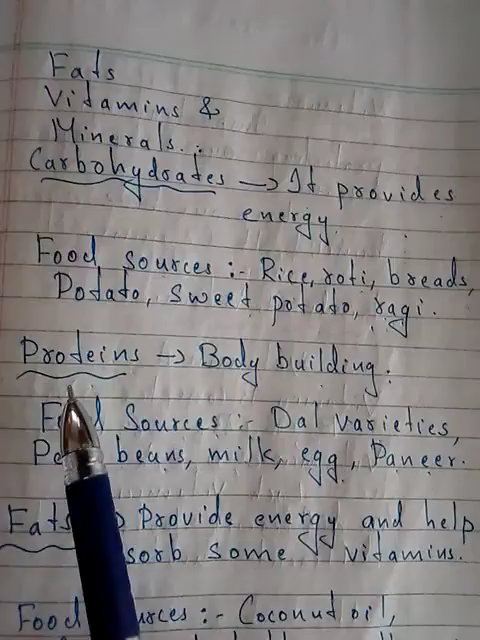 Fats
Vitamins &
Minerals.
Carbohydrates → It provides
energy.
Food sources :- Rice, roti, breads,
Potato, sweet potato, ragi.
Proteins → Body building.
Sources :- Dal varieties,
beans, milk, egg, Paneer.
Fats → Provide energy and help
sorb some vitamins.
Food urces :- Coconut oil,